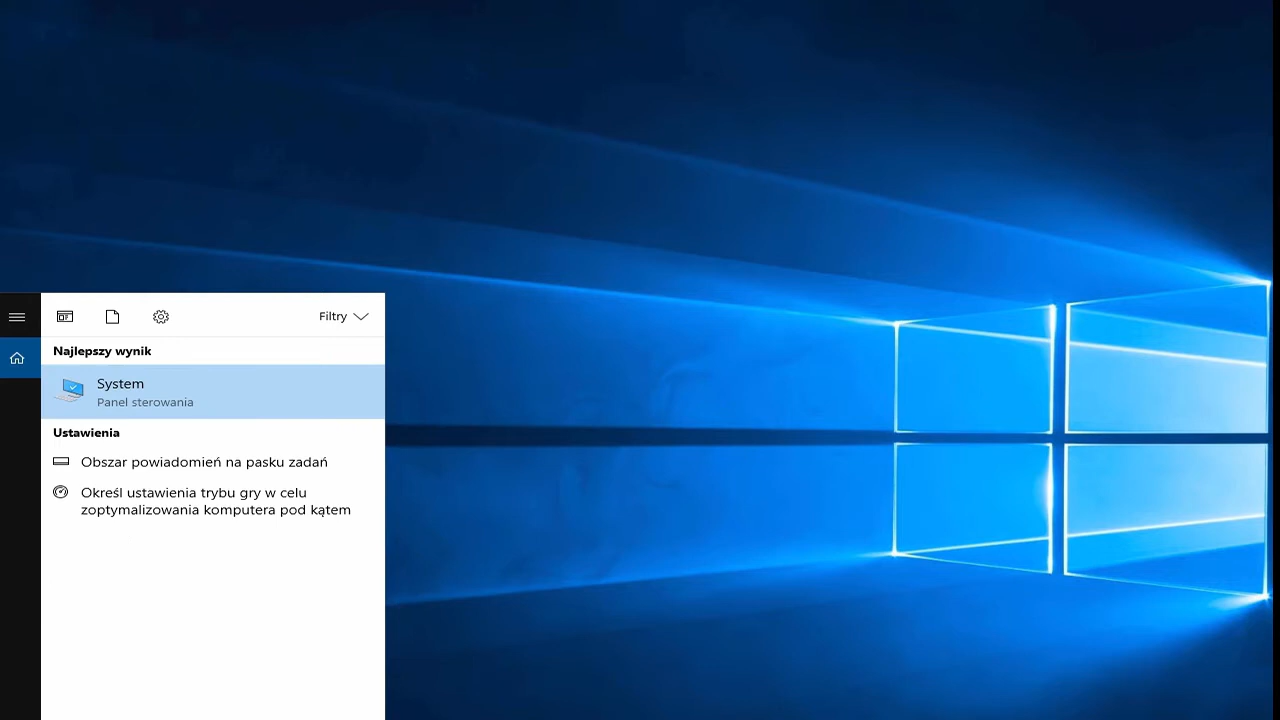 Filtry
Najlepszy wynik
System
Panel sterowania
Ustawienia
Obszar powiadomień na pasku zadań
Określ ustawienia trybu gry w celu
zoptymalizowania komputera pod kątem